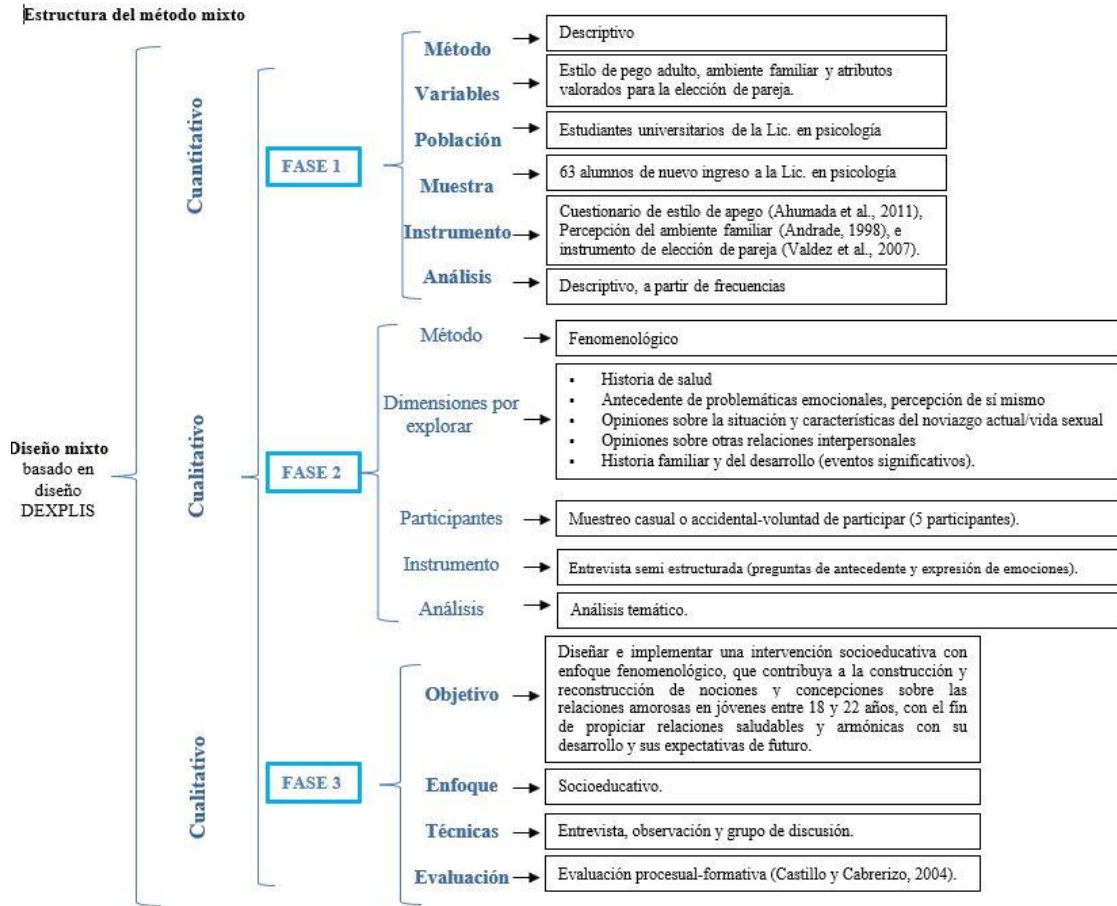 Estructura del método mixto
Diseño mixto
basado en
diseño
DEXPLIS
Cuantitativo
FASE 1
Método
Descriptivo
Variables
Estilo de pego adulto, ambiente familiar y atributos
valorados para la elección de pareja.
Población
Estudiantes universitarios de la Lic. en psicología
Muestra
63 alumnos de nuevo ingreso a la Lic. en psicología
Instrumento
Cuestionario de estilo de apego (Ahumada et al., 2011),
Percepción del ambiente familiar (Andrade, 1998), e
instrumento de elección de pareja (Valdez et al., 2007).
Análisis
Descriptivo, a partir de frecuencias
Cualitativo
FASE 2
Método
Fenomenológico
Dimensiones por
explorar
▪ Historia de salud
▪ Antecedente de problemáticas emocionales, percepción de sí mismo
▪ Opiniones sobre la situación y características del noviazgo actual/vida sexual
▪ Opiniones sobre otras relaciones interpersonales
▪ Historia familiar y del desarrollo (eventos significativos).
Participantes
Muestreo casual o accidental-voluntad de participar (5 participantes).
Instrumento
Entrevista semi estructurada (preguntas de antecedente y expresión de emociones).
Análisis
Análisis temático.
Cualitativo
FASE 3
Objetivo
Diseñar e implementar una intervención socioeducativa con
enfoque fenomenológico, que contribuya a la construcción y
reconstrucción de nociones y concepciones sobre las
relaciones amorosas en jóvenes entre 18 y 22 años, con el fin
de propiciar relaciones saludables y armónicas con su
desarrollo y sus expectativas de futuro.
Enfoque
Socioeducativo.
Técnicas
Entrevista, observación y grupo de discusión.
Evaluación
Evaluación procesual-formativa (Castillo y Cabrerizo, 2004).